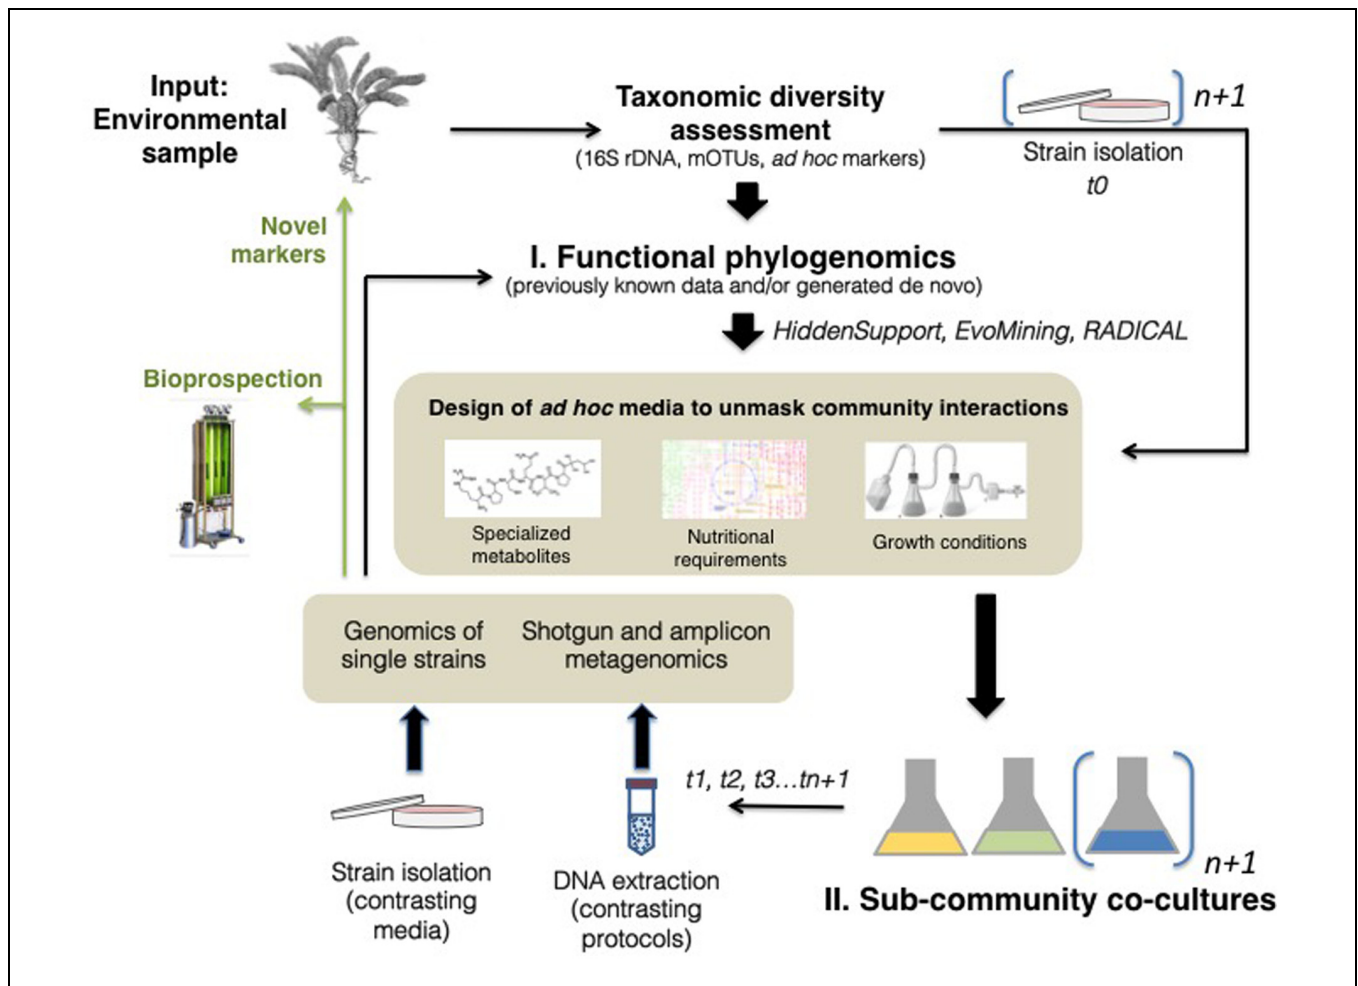 Input:
Environmental
sample
Taxonomic diversity
assessment
(16S rDNA, mOTUs, ad hoc markers)
n+1
Strain isolation
t0
Novel
markers
I. Functional phylogenomics
(previously known data and/or generated de novo)
HiddenSupport, EvoMining, RADICAL
Bioprospection
Design of ad hoc media to unmask community interactions
Specialized
metabolites
Nutritional
requirements
Growth conditions
Genomics of
single strains
Shotgun and amplicon
metagenomics
t1, t2, t3...tn+1
n+1
II. Sub-community co-cultures
Strain isolation
(contrasting
media)
DNA extraction
(contrasting
protocols)